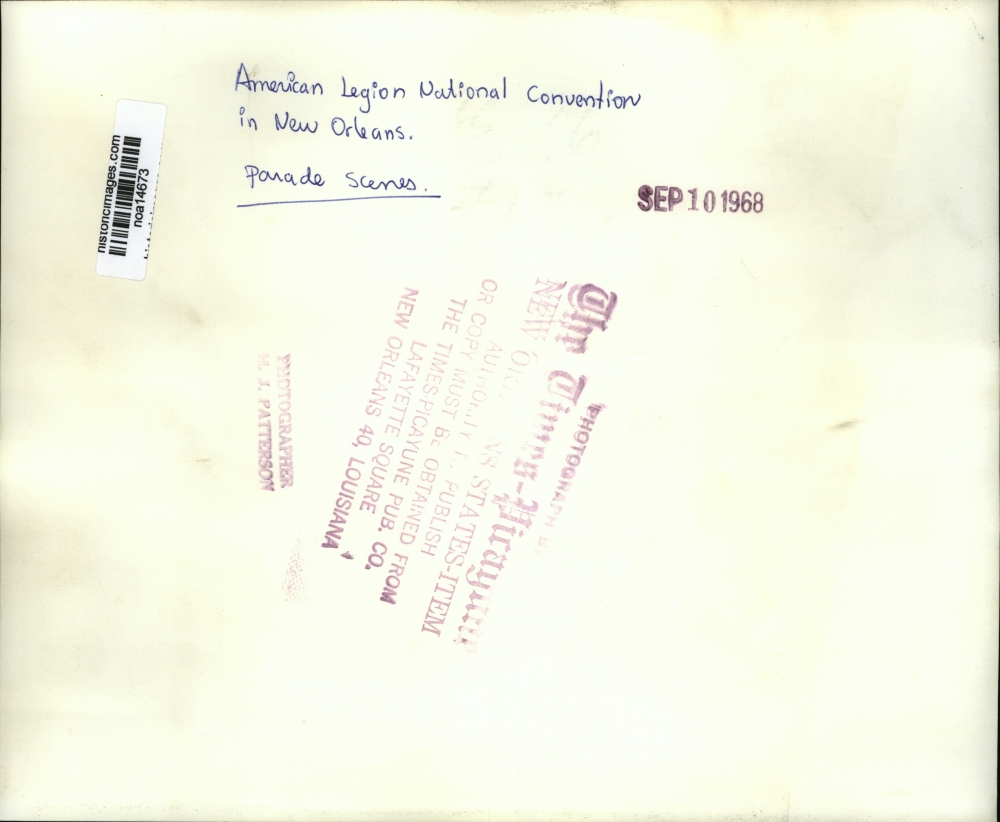 American Legion National Convention
in New Orleans.
Parade Scenes.
SEP 10 1968
historicimages.com
noa14673
PHOTOGRAPH BY
The Times-Picayune
NEW STATES-ITEM
AUTHORITY TO PUBLISH
OR COPY MUST BE OBTAINED FROM
THE TIMES-PICAYUNE PUB. CO.
LAFAYETTE SQUARE
NEW ORLEANS 40, LOUISIANA
PHOTOGRAPHER
J. PATTERSON